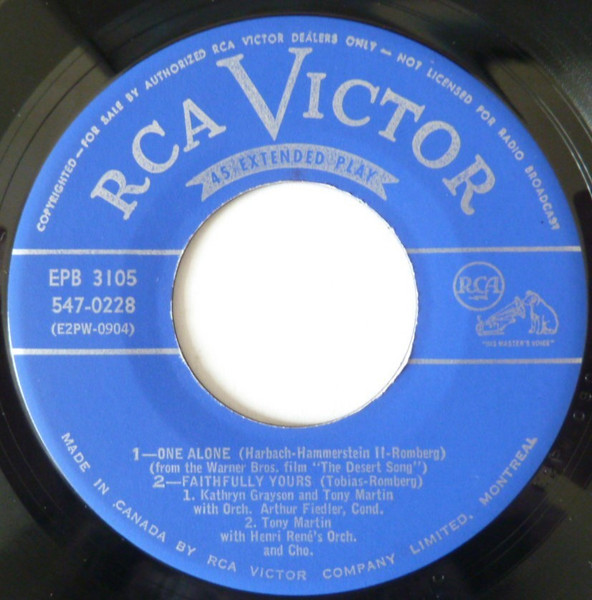 COPYRIGHTED—FOR SALE BY AUTHORIZED RCA VICTOR DEALERS ONLY — NOT LICENSED FOR RADIO BROADCAST
RCA VICTOR
45 EXTENDED PLAY
EPB 3105
547-0228
(E2PW-0904)
RCA
"HIS MASTER'S VOICE"
1—ONE ALONE (Harbach-Hammerstein II-Romberg)
(from the Warner Bros. film "The Desert Song")
2—FAITHFULLY YOURS (Tobias-Romberg)
1. Kathryn Grayson and Tony Martin
with Orch. Arthur Fiedler, Cond.
2. Tony Martin
with Henri René's Orch.
and Cho.
MADE IN CANADA BY RCA VICTOR COMPANY LIMITED, MONTREAL